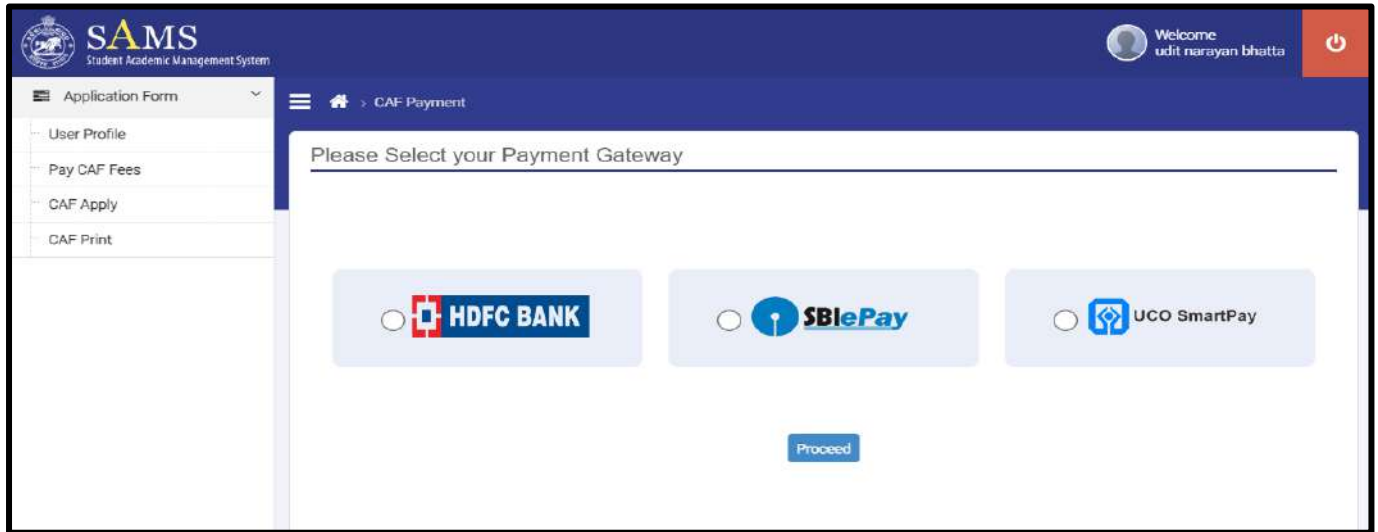 SAMS
Student Academic Management System
Welcome
udit narayan bhatta
Application Form
CAF Payment
User Profile
Pay CAF Fees
CAF Apply
CAF Print
Please Select your Payment Gateway
HDFC BANK
SBIePay
UCO SmartPay
Proceed